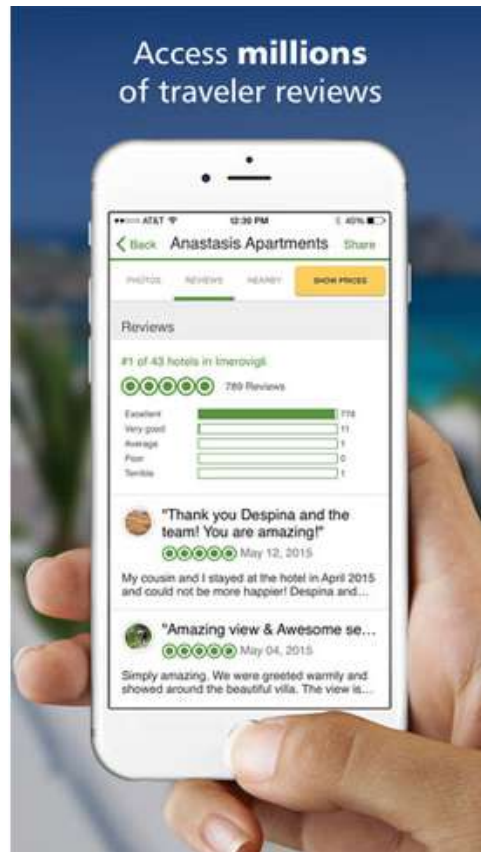 Access millions
of traveler reviews
AT&T 12:30 PM 40%
Back Anastasis Apartments Share
PHOTOS REVIEWS NEARBY SHOW PRICES
Reviews
#1 of 43 hotels in Imerovigli
789 Reviews
Excellent 778
Very good 11
Average 1
Poor 0
Terrible 1
"Thank you Despina and the
team! You are amazing!"
May 12, 2015
My cousin and I stayed at the hotel in April 2015
and could not be more happier! Despina and...
"Amazing view & Awesome se...
May 04, 2015
Simply amazing. We were greeted warmly and
showed around the beautiful villa. The view is...